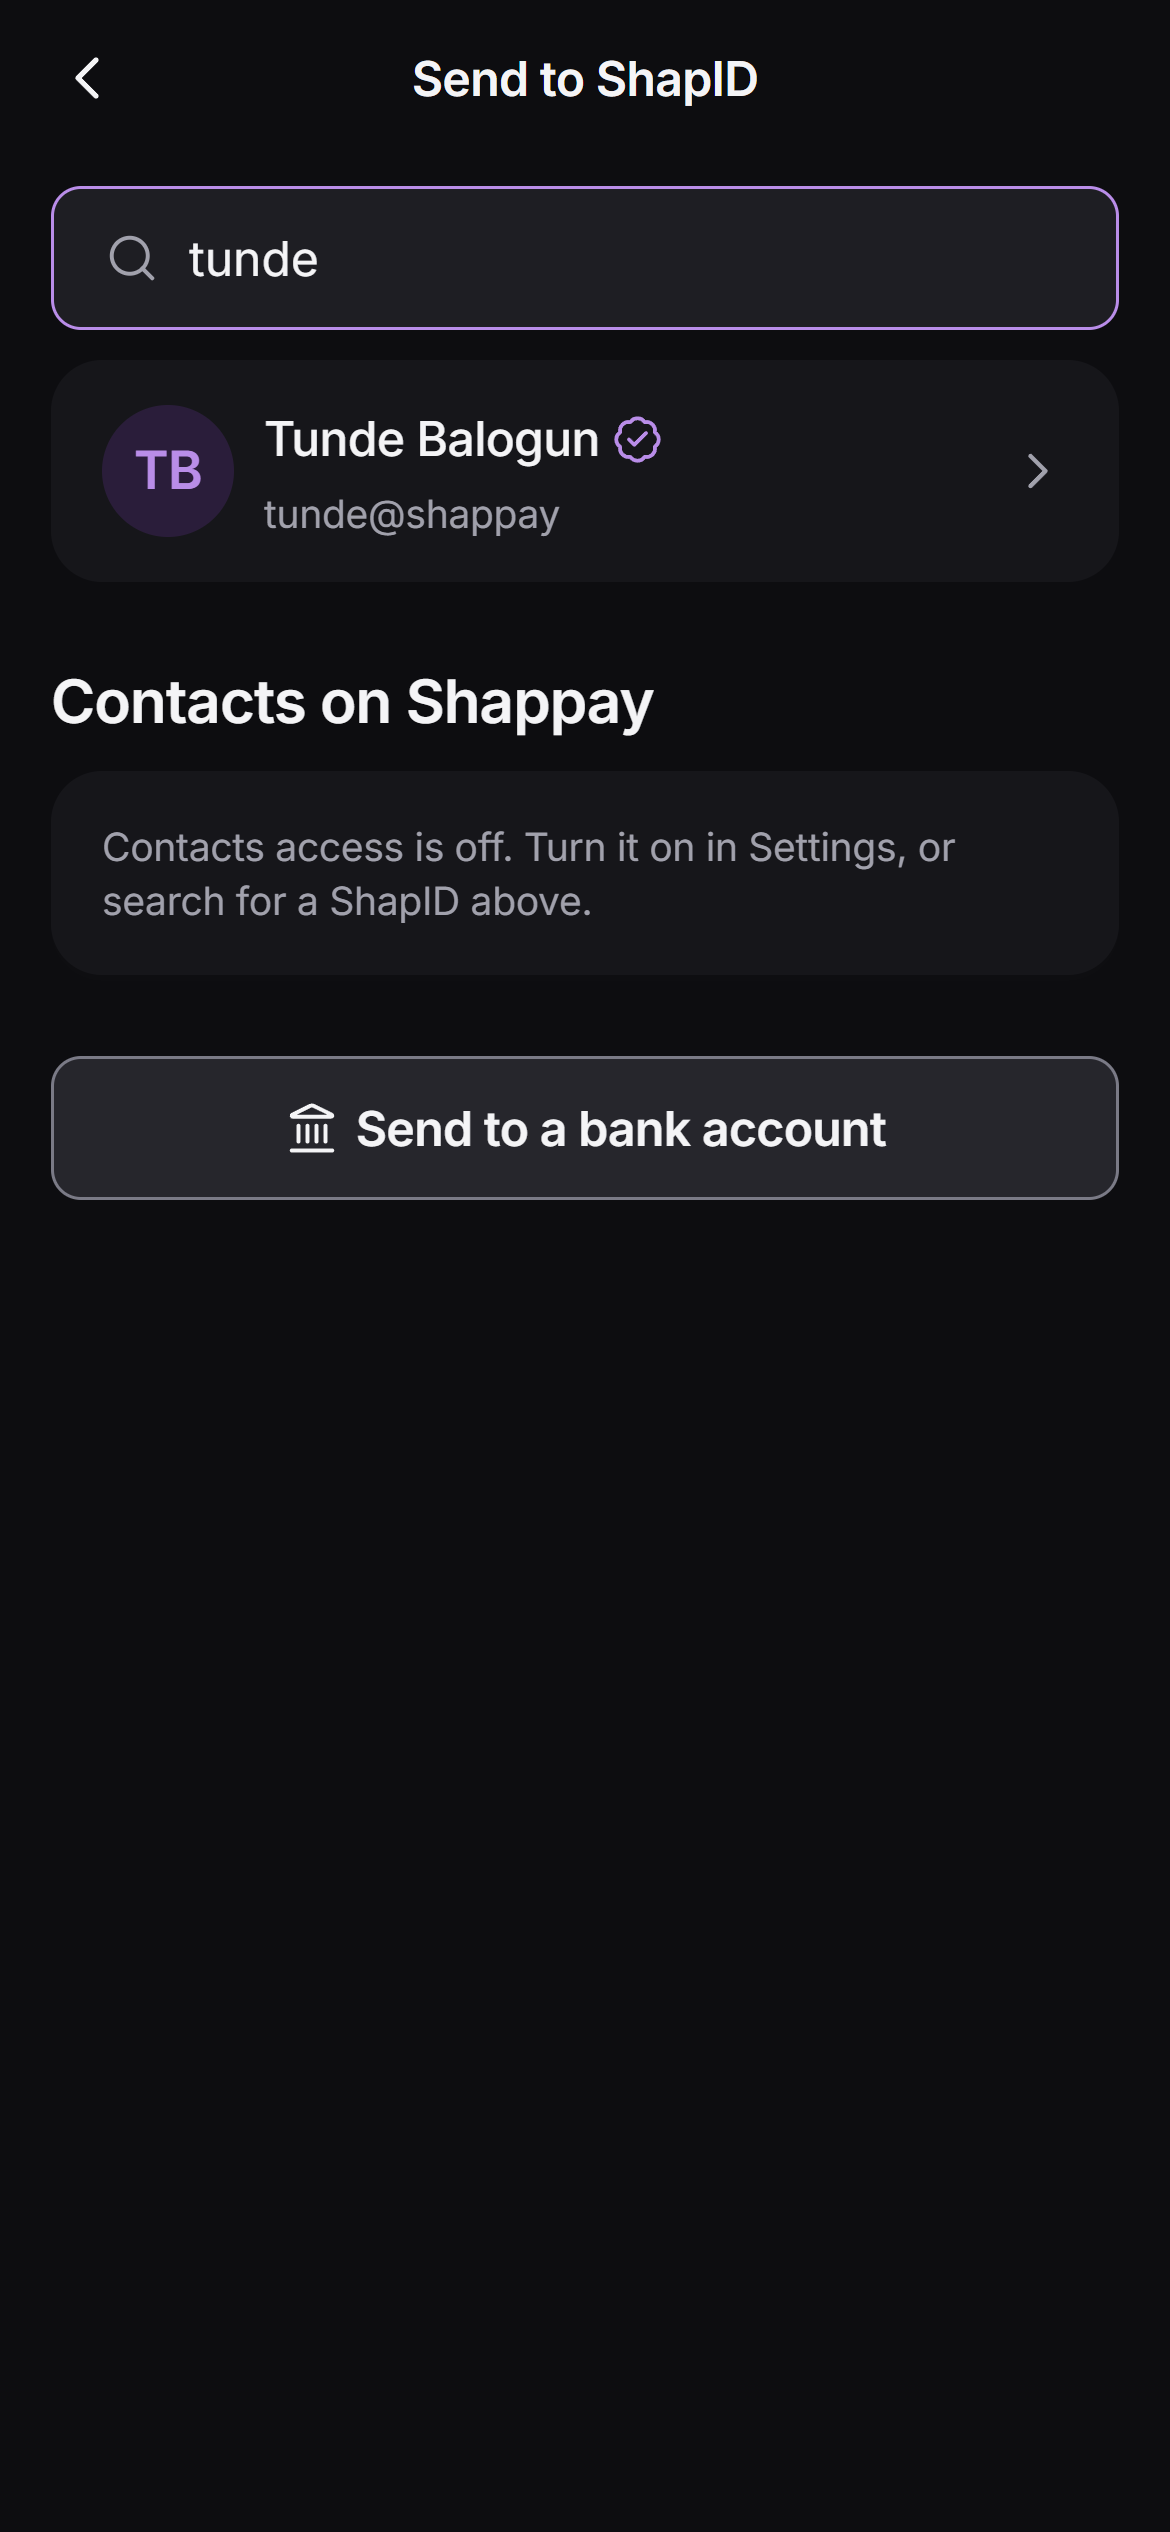 Send to ShapID
tunde
TB
Tunde Balogun
tunde@shappay
Contacts on Shappay
Contacts access is off. Turn it on in Settings, or
search for a ShapID above.
Send to a bank account